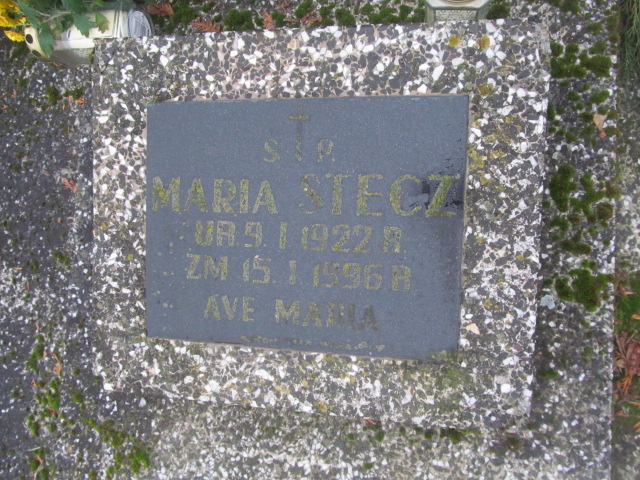 Ś P.
MARIA STECZ
UR 9. I 1922 R.
ZM 15. I 1996 R
AVE MARIA